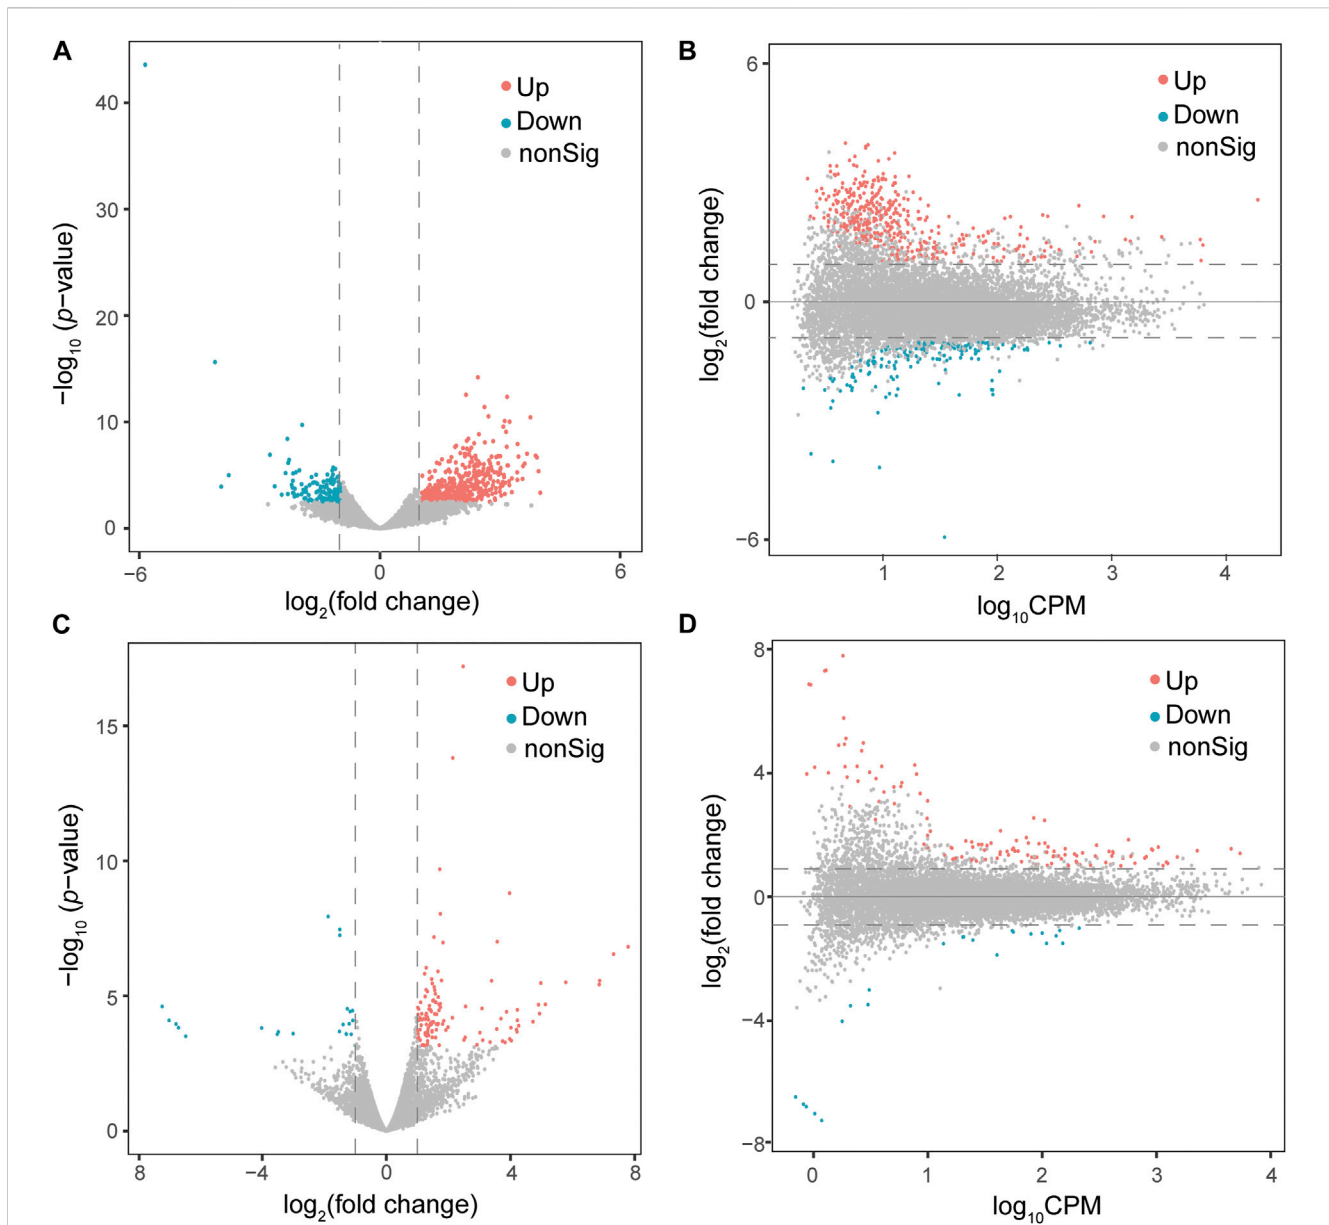 A
Up
Down
nonSig
40
30
20
10
0
−6
0
6
−log10 (p−value)
log2(fold change)
B
Up
Down
nonSig
6
3
0
−6
1
2
3
4
log2(fold change)
log10CPM
C
Up
Down
nonSig
15
10
5
0
8
−4
0
4
8
−log10 (p−value)
log2(fold change)
D
Up
Down
nonSig
8
4
0
−4
−8
0
1
2
3
4
log2(fold change)
log10CPM